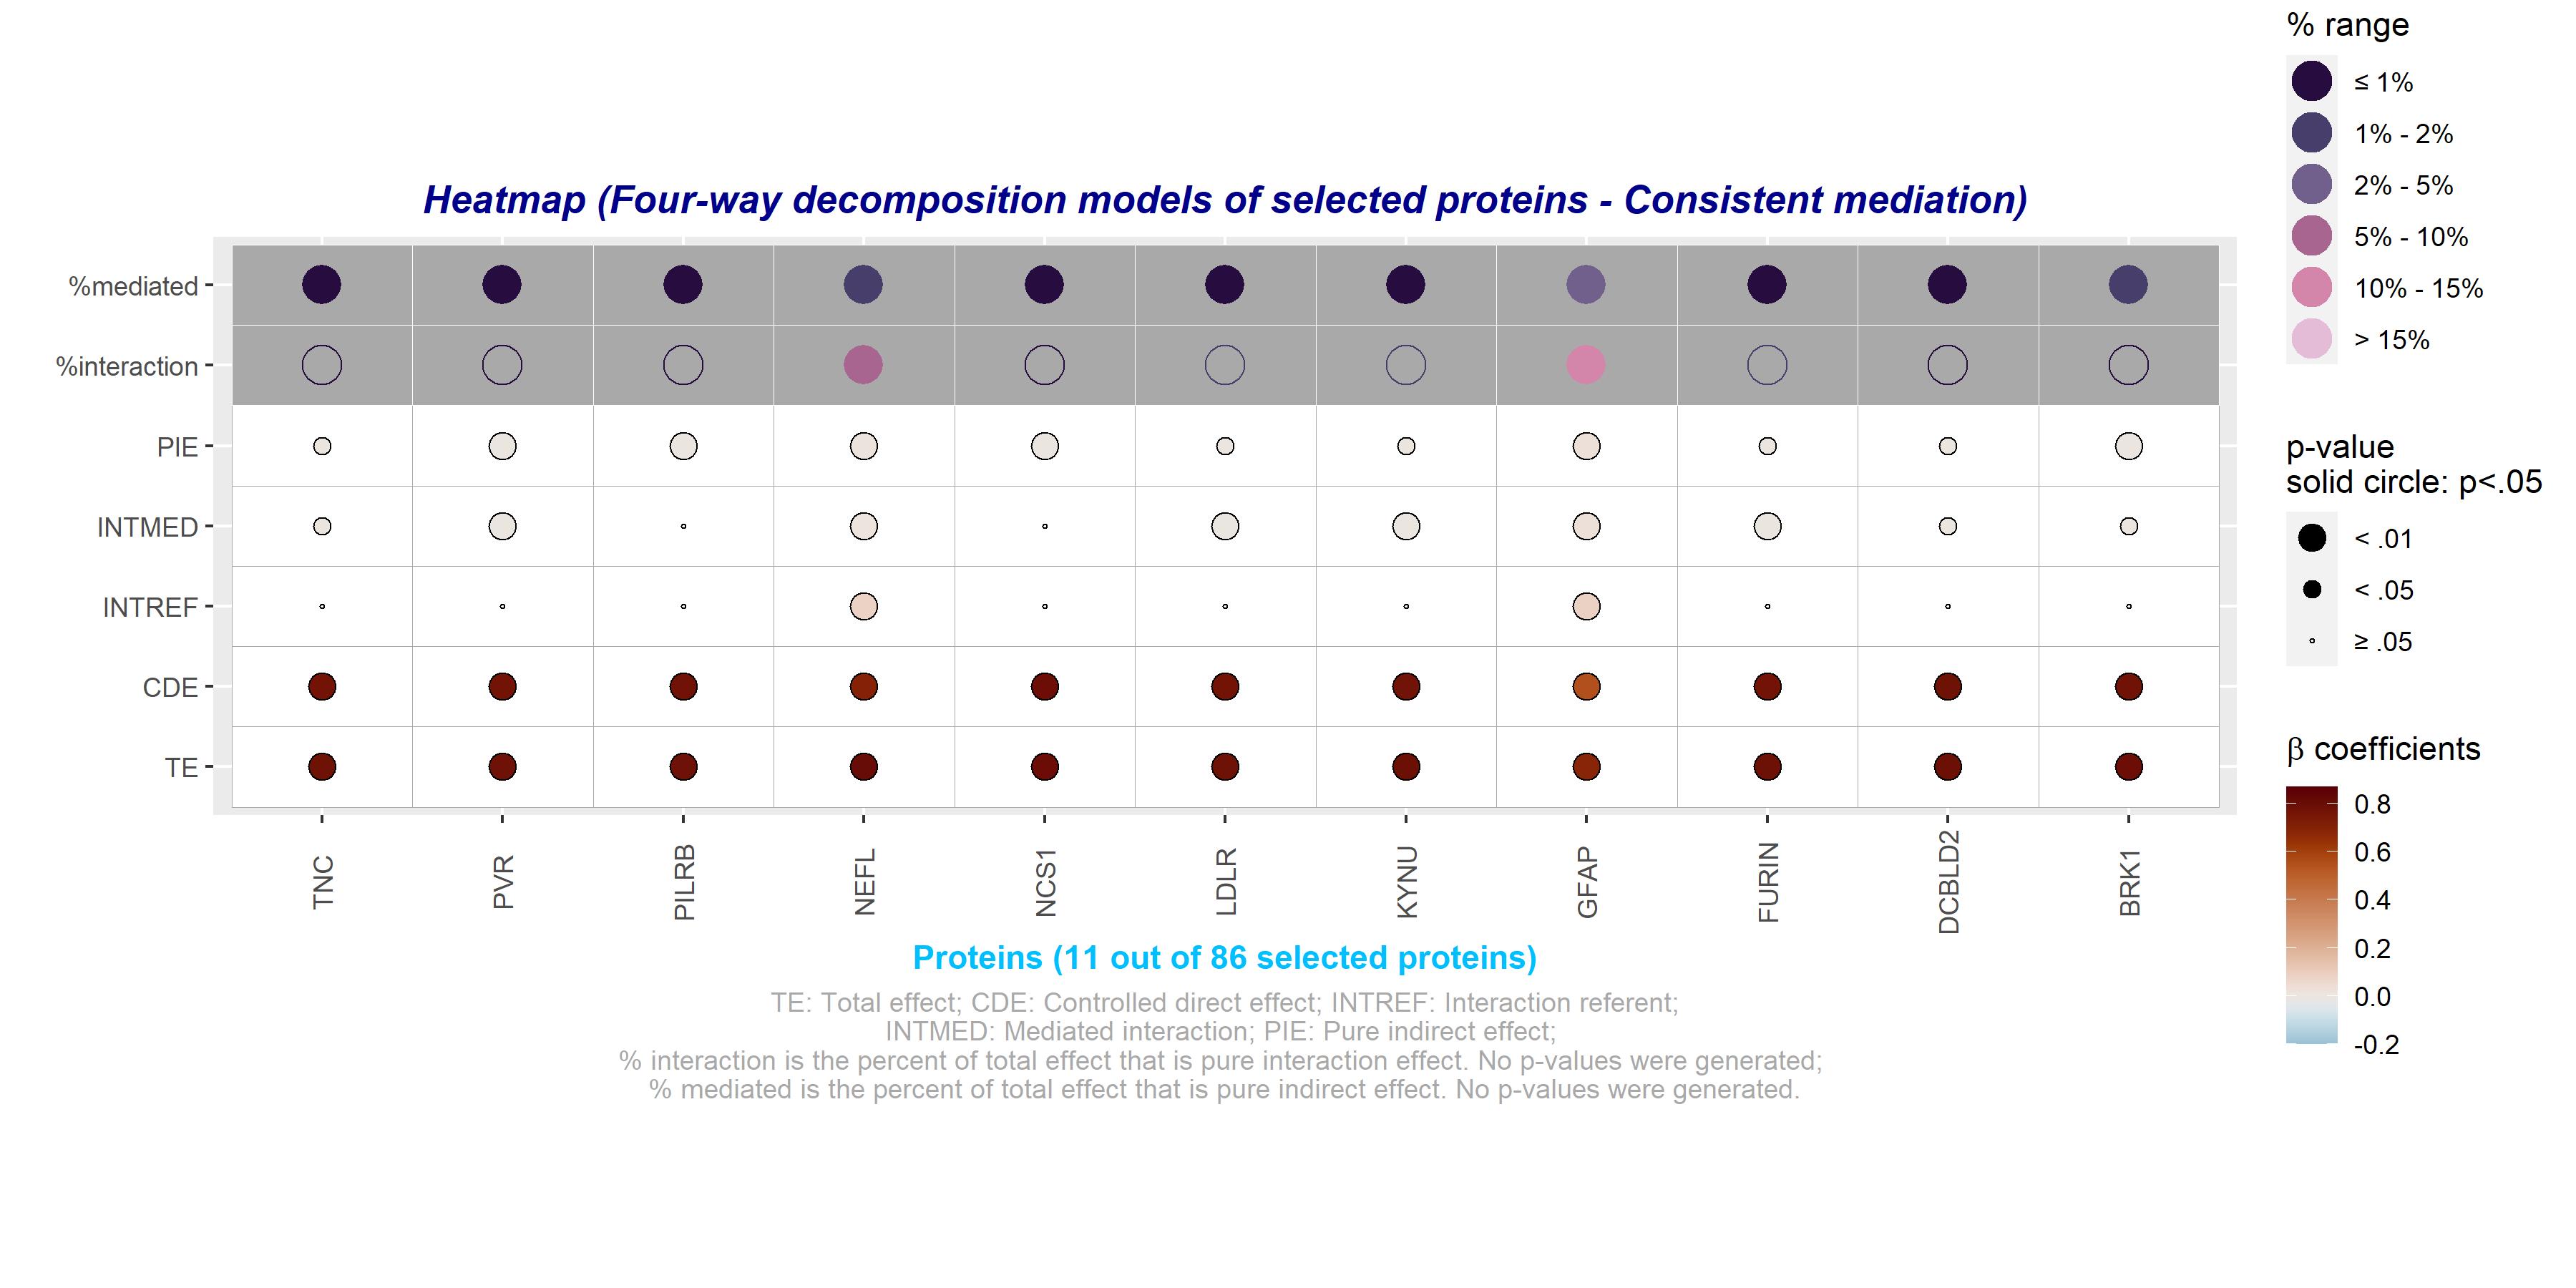 Heatmap (Four-way decomposition models of selected proteins - Consistent mediation)
%mediated
%interaction
PIE
INTMED
INTREF
CDE
TE
TNC
PVR
PILRB
NEFL
NCS1
LDLR
KYNU
GFAP
FURIN
DCBLD2
BRK1
Proteins (11 out of 86 selected proteins)
TE: Total effect; CDE: Controlled direct effect; INTREF: Interaction referent;
INTMED: Mediated interaction; PIE: Pure indirect effect;
% interaction is the percent of total effect that is pure interaction effect. No p-values were generated;
% mediated is the percent of total effect that is pure indirect effect. No p-values were generated.
% range
≤ 1%
1% - 2%
2% - 5%
5% - 10%
10% - 15%
> 15%
p-value
solid circle: p<.05
< .01
< .05
≥ .05
β coefficients
0.8
0.6
0.4
0.2
0.0
-0.2